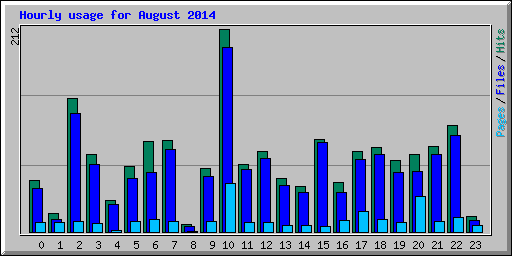 Hourly usage for August 2014
212
Pages / Files / Hits
0 1 2 3 4 5 6 7 8 9 10 11 12 13 14 15 16 17 18 19 20 21 22 23